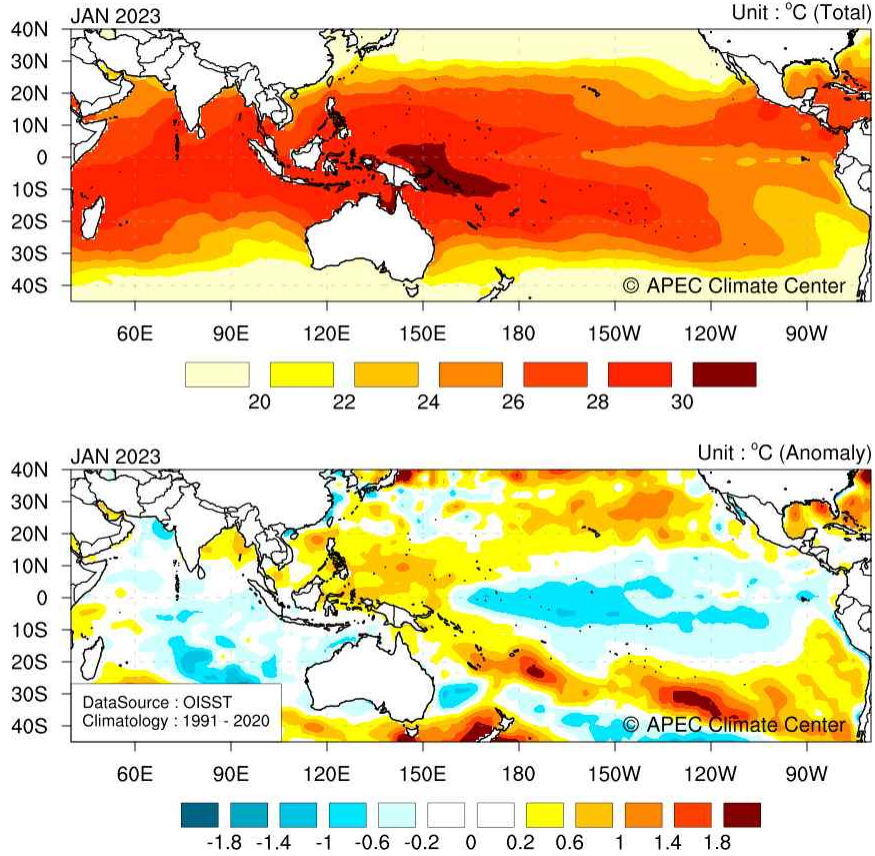 JAN 2023 Unit : °C (Total)
40N
30N
20N
10N
0
10S
20S
30S
40S
© APEC Climate Center
60E 90E 120E 150E 180 150W 120W 90W
20 22 24 26 28 30
JAN 2023 Unit : °C (Anomaly)
40N
30N
20N
10N
0
10S
20S
30S
40S
DataSource : OISST
Climatology : 1991 - 2020
© APEC Climate Center
60E 90E 120E 150E 180 150W 120W 90W
-1.8 -1.4 -1 -0.6 -0.2 0 0.2 0.6 1 1.4 1.8